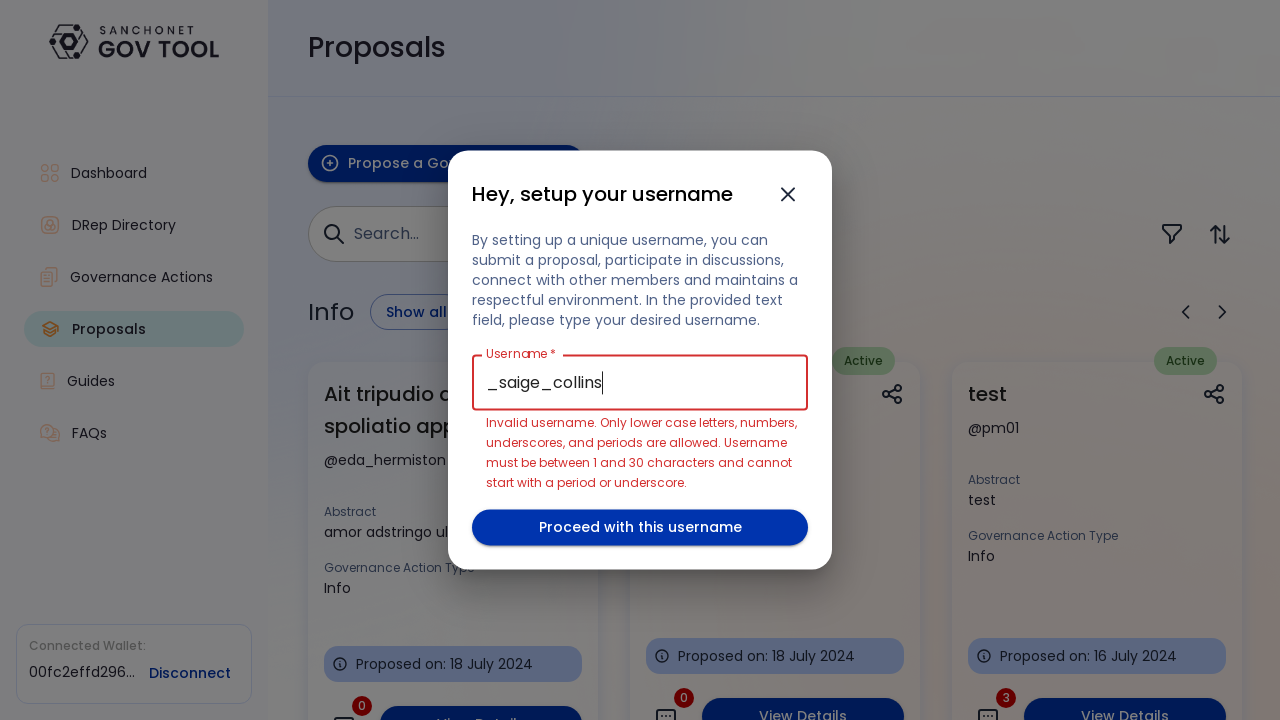 SANCHONET
GOV TOOL
Dashboard
DRep Directory
Governance Actions
Proposals
Guides
FAQs
Connected Wallet:
00fc2effd296...
Disconnect
Proposals
Propose a Go
Search...
Info
Show all
Hey, setup your username
By setting up a unique username, you can
submit a proposal, participate in discussions,
connect with other members and maintains a
respectful environment. In the provided text
field, please type your desired username.
Username *
_saige_collins
Invalid username. Only lower case letters, numbers,
underscores, and periods are allowed. Username
must be between 1 and 30 characters and cannot
start with a period or underscore.
Proceed with this username
Ait tripudio
spoliatio app
@eda_hermiston
Abstract
amor adstringo
Governance Action Type
Info
Proposed on: 18 July 2024
0
View Details
Active
Proposed on: 18 July 2024
0
View Details
Active
test
@pm01
Abstract
test
Governance Action Type
Info
Proposed on: 16 July 2024
3
View Details